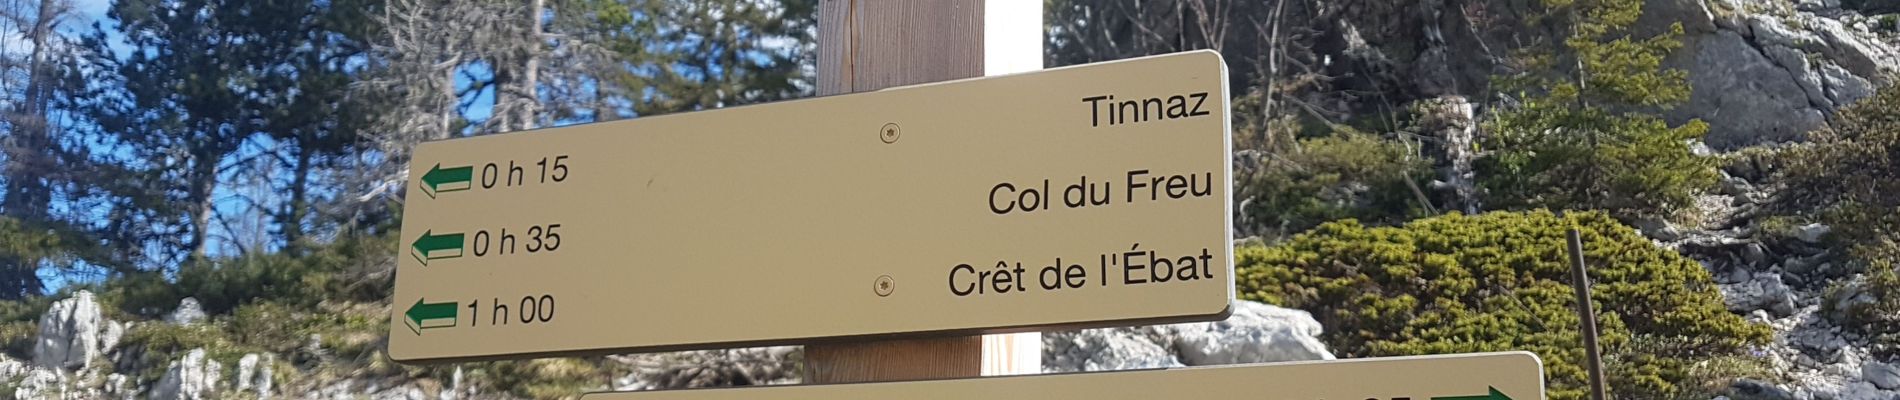 0 h 15 Tinnaz
0 h 35 Col du Freu
1 h 00 Crêt de l'Ébat